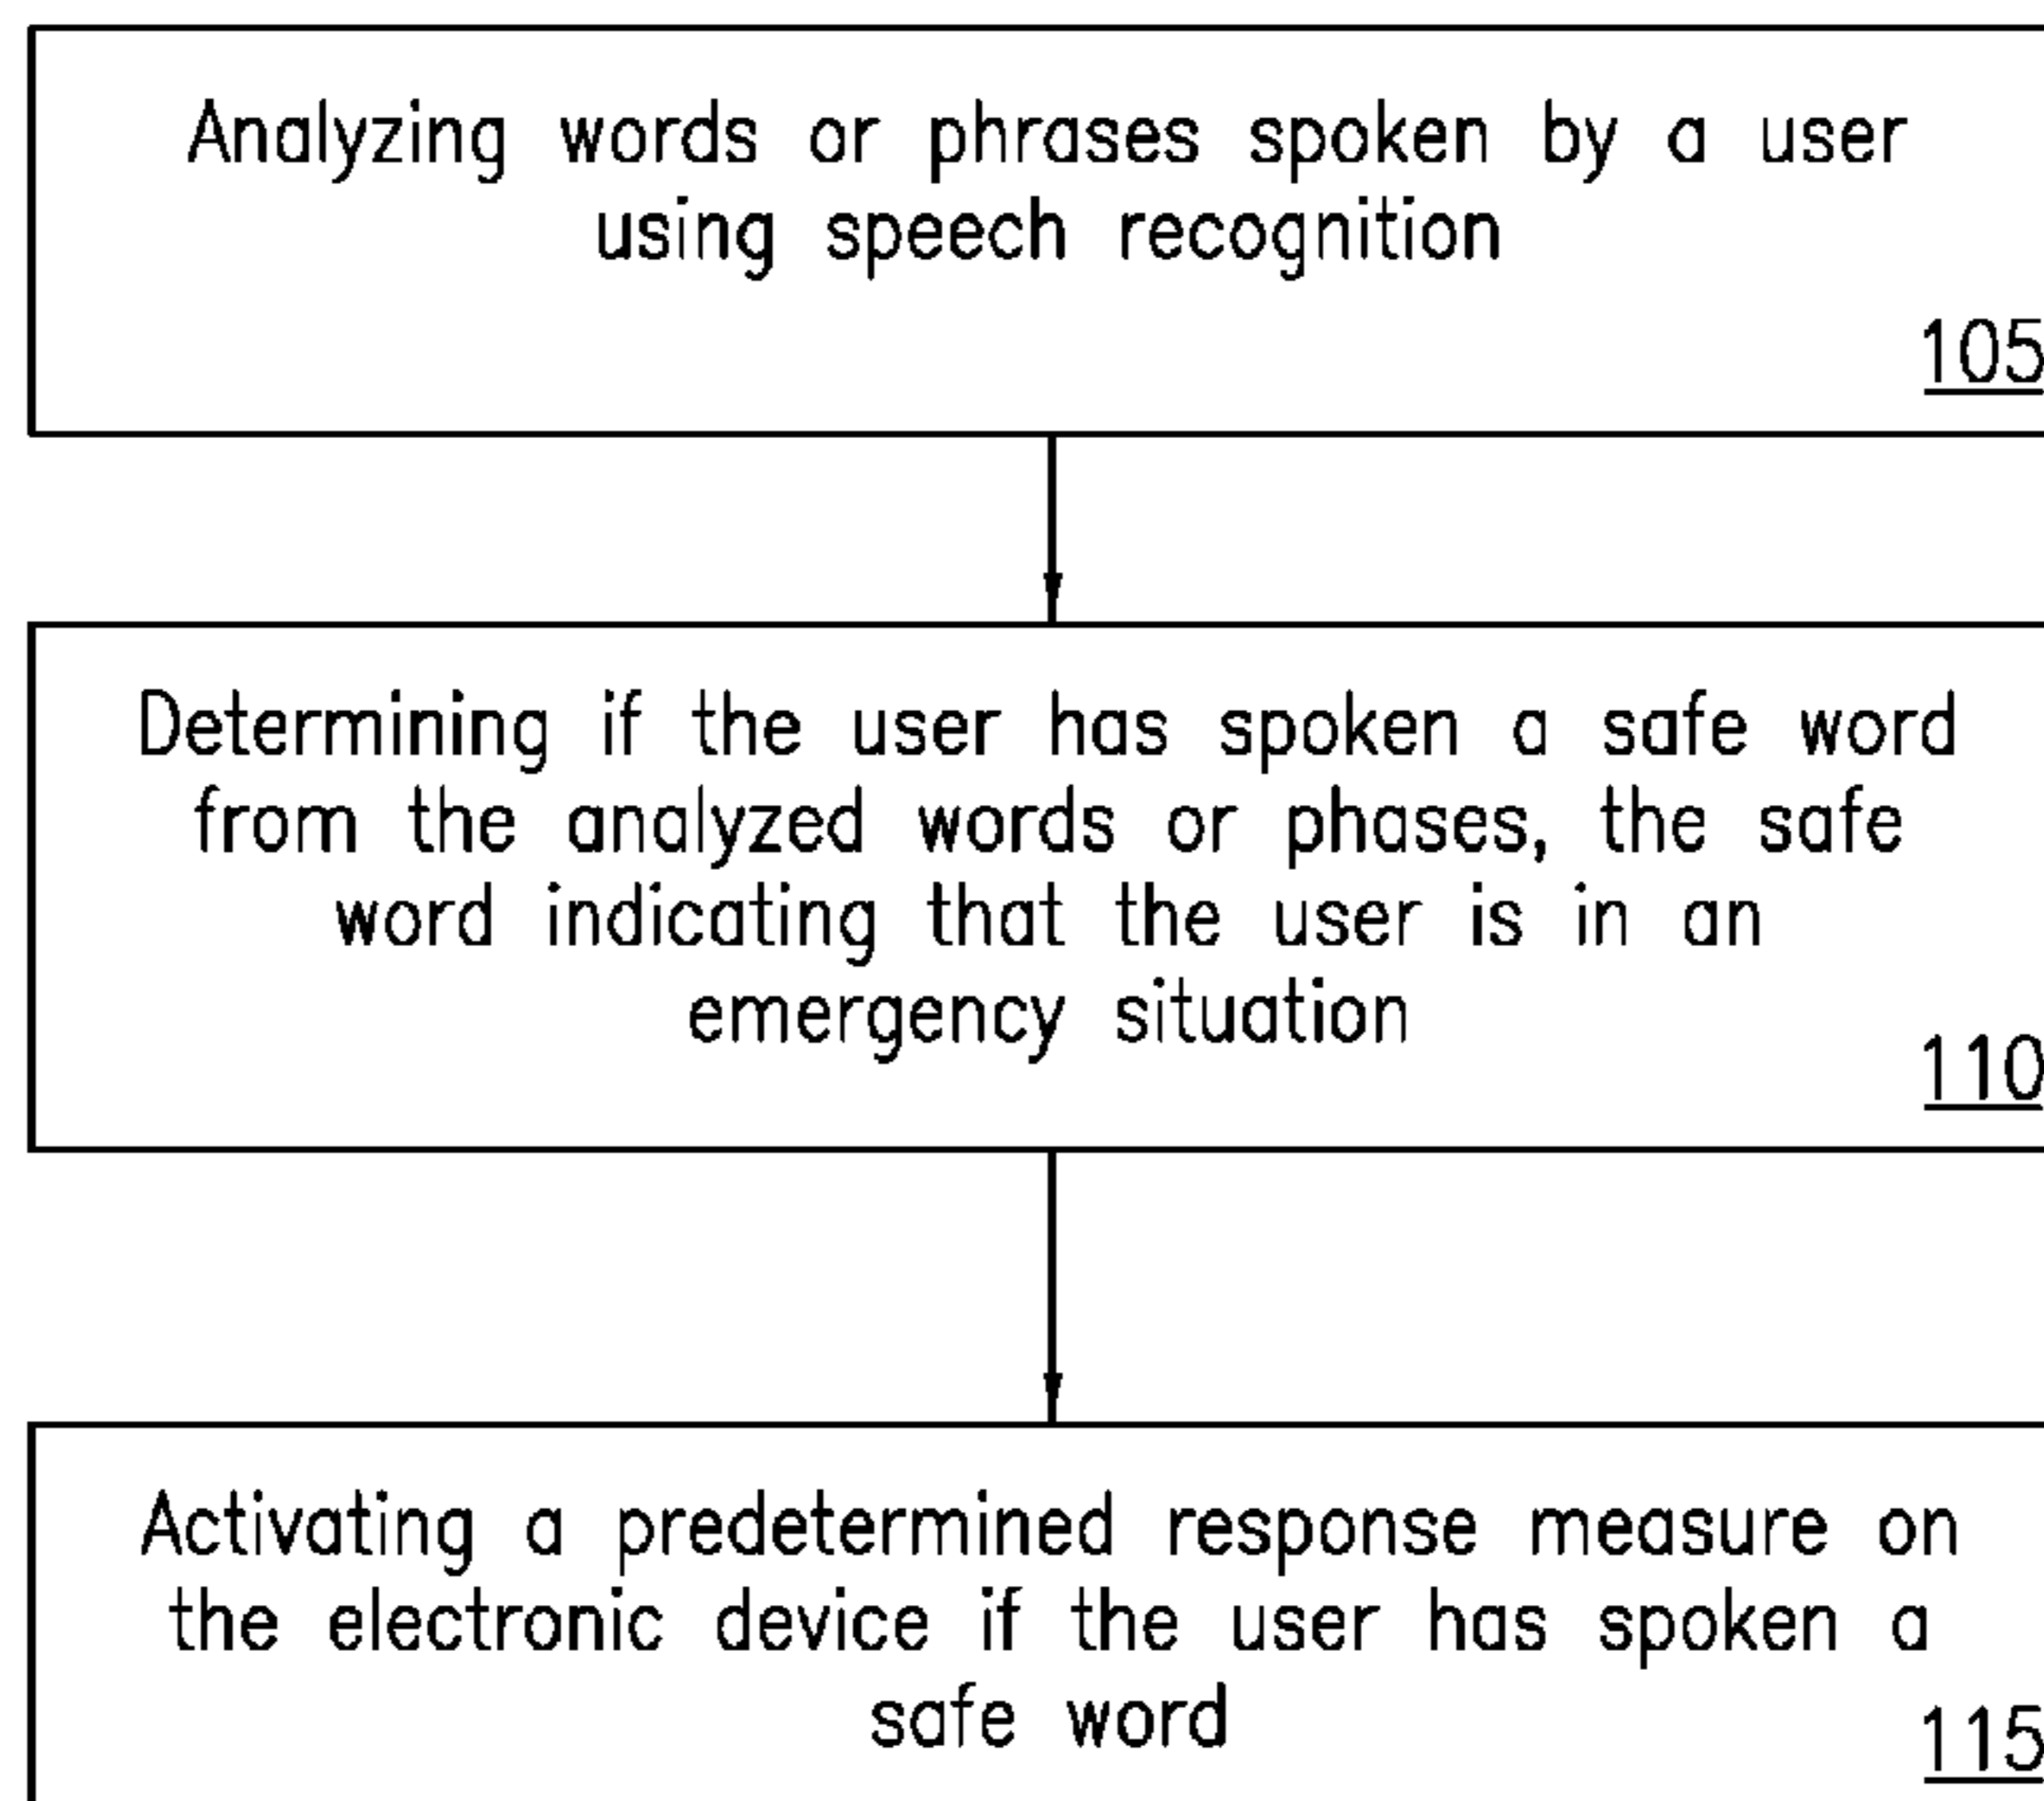 Analyzing words or phrases spoken by a user
using speech recognition
105
Determining if the user has spoken a safe word
from the analyzed words or phases, the safe
word indicating that the user is in an
emergency situation
110
Activating a predetermined response measure on
the electronic device if the user has spoken a
safe word
115